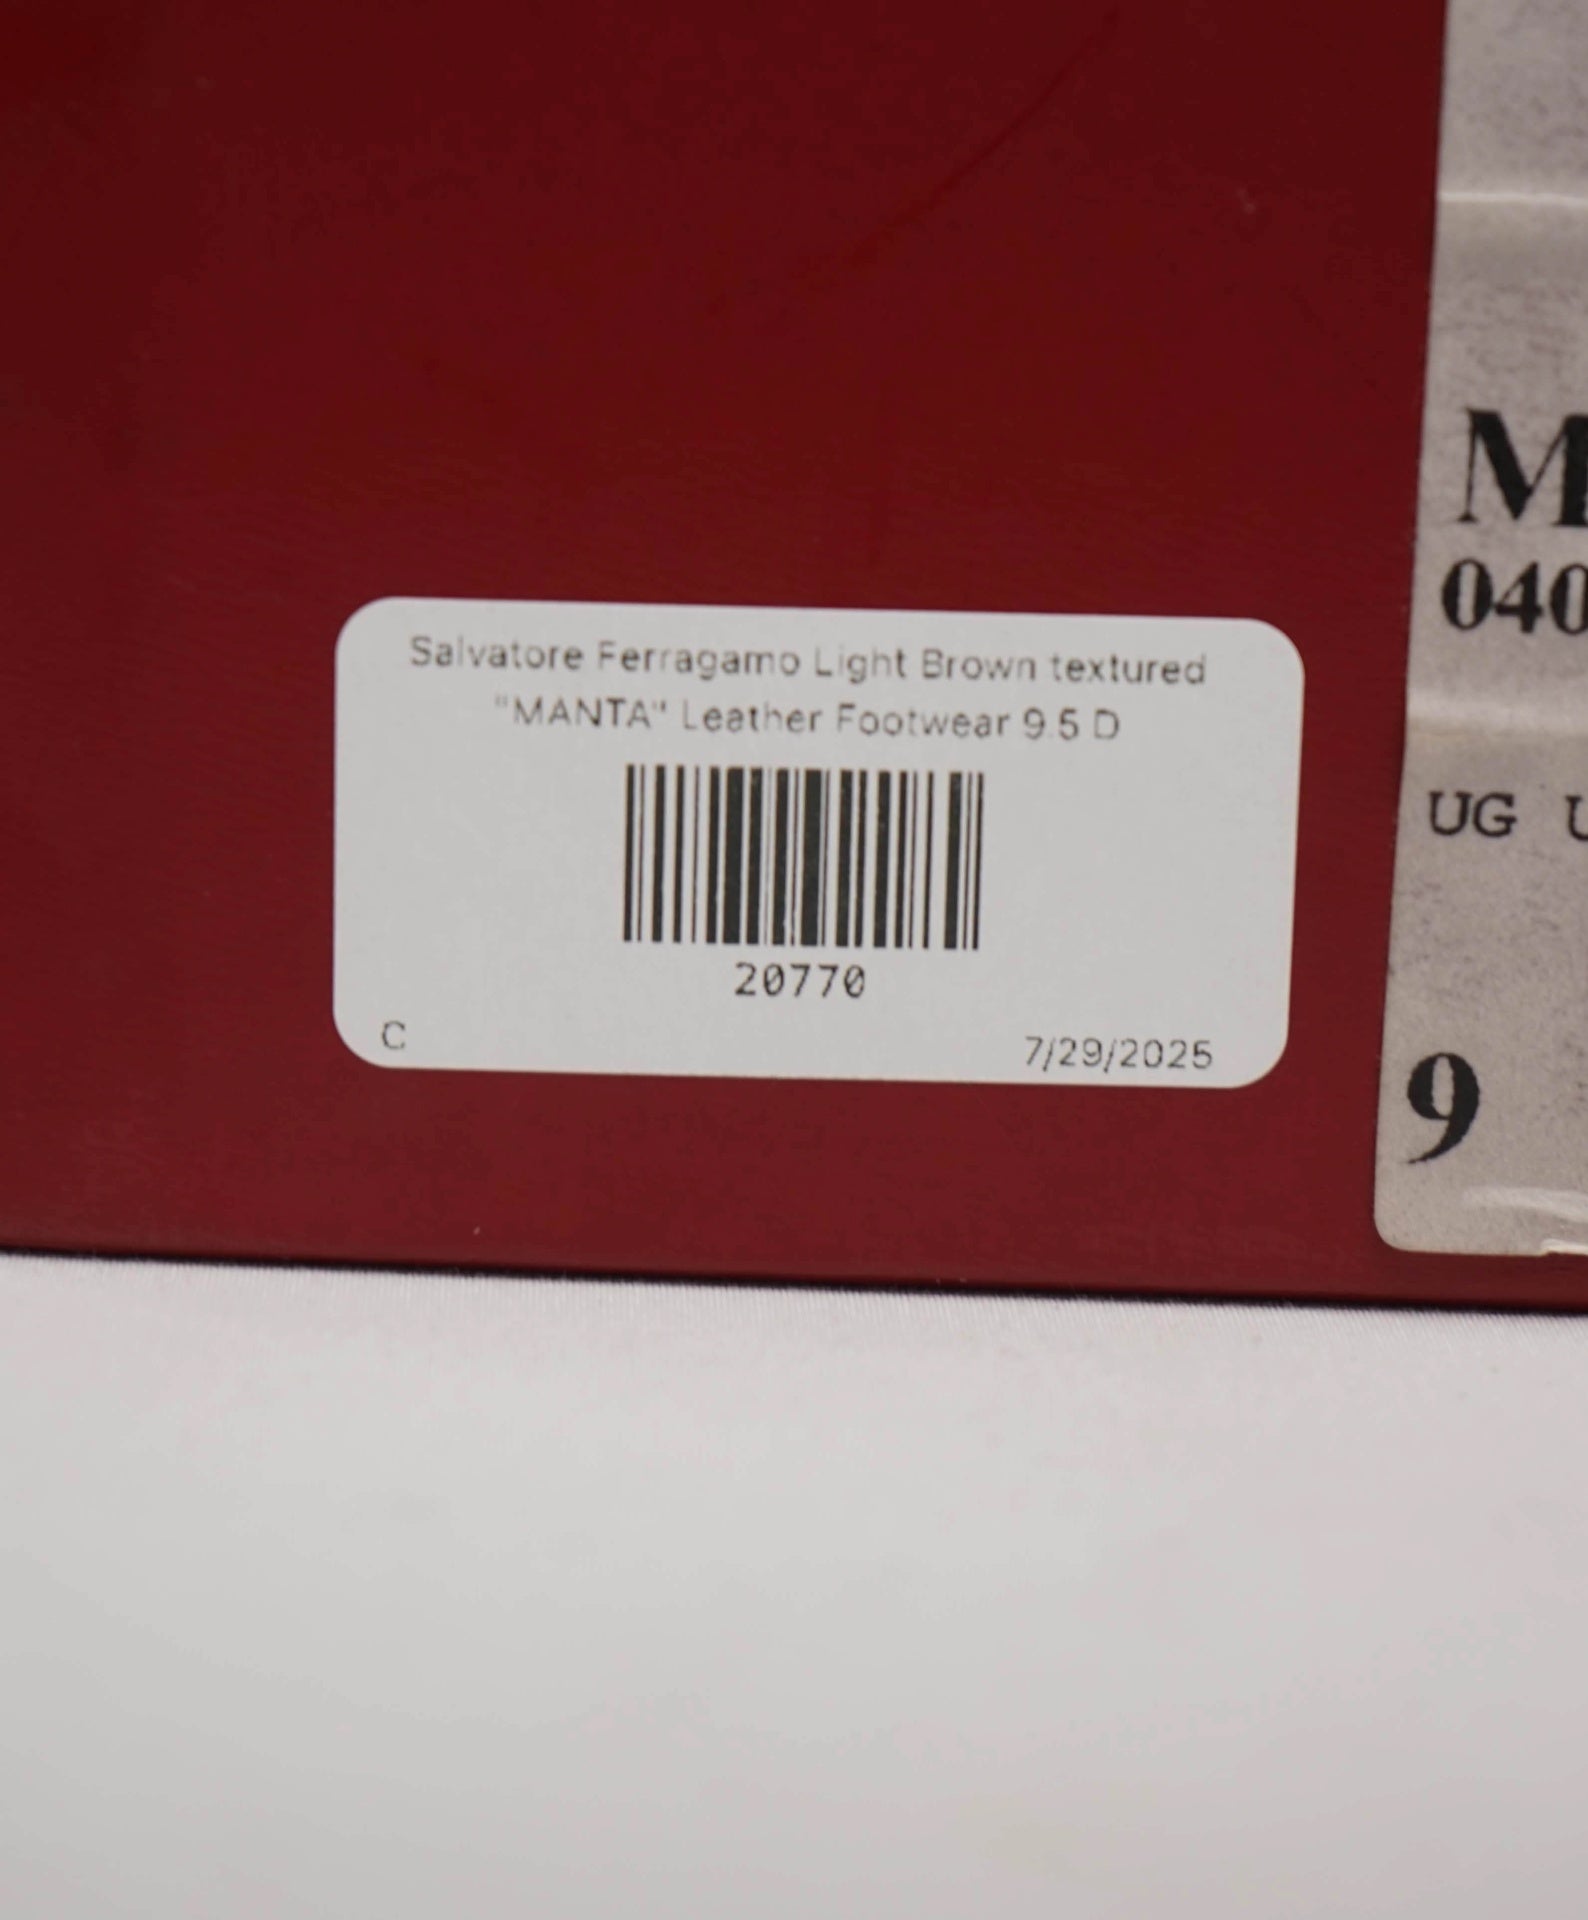 Salvatore Ferragamo Light Brown textured
"MANTA" Leather Footwear 9.5 D
20770
C
7/29/2025
M
040
UG U
9